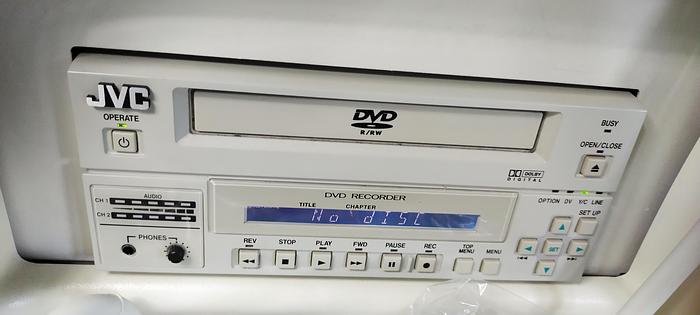 JVC
OPERATE
DVD
R/RW
BUSY
OPEN/CLOSE
DOLBY
DIGITAL
AUDIO
CH 1
CH 2
PHONES
DVD RECORDER
TITLE CHAPTER
No dISC
OPTION DV Y/C LINE
SET UP
REV STOP PLAY FWD PAUSE REC
TOP
MENU
MENU
SET